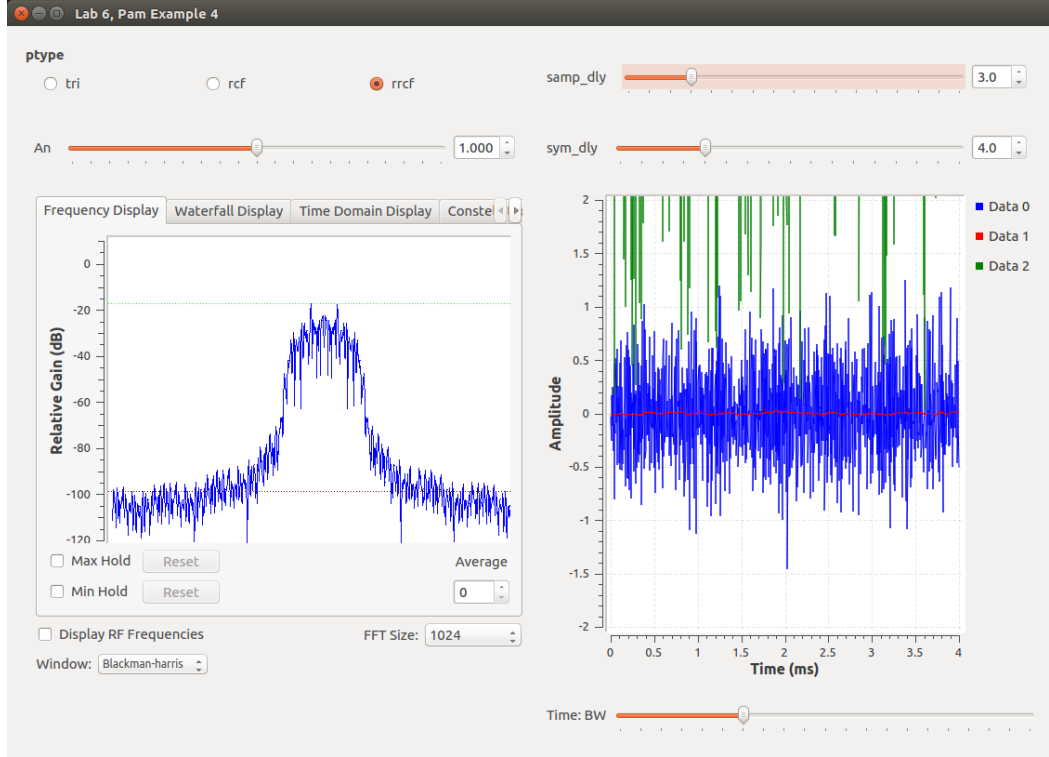 Lab 6, Pam Example 4
ptype
tri rcf rrcf
samp_dly 3.0
An 1.000
sym_dly 4.0
Frequency Display Waterfall Display Time Domain Display
Relative Gain (dB)
0
-20
-40
-60
-80
-100
-120
Max Hold Reset Average
Min Hold Reset 0
Display RF Frequencies FFT Size: 1024
Window: Blackman-harris
Amplitude
2
1.5
1
0.5
0
-0.5
-1
-1.5
-2
0 0.5 1 1.5 2 2.5 3 3.5 4
Time (ms)
Data 0
Data 1
Data 2
Time: BW